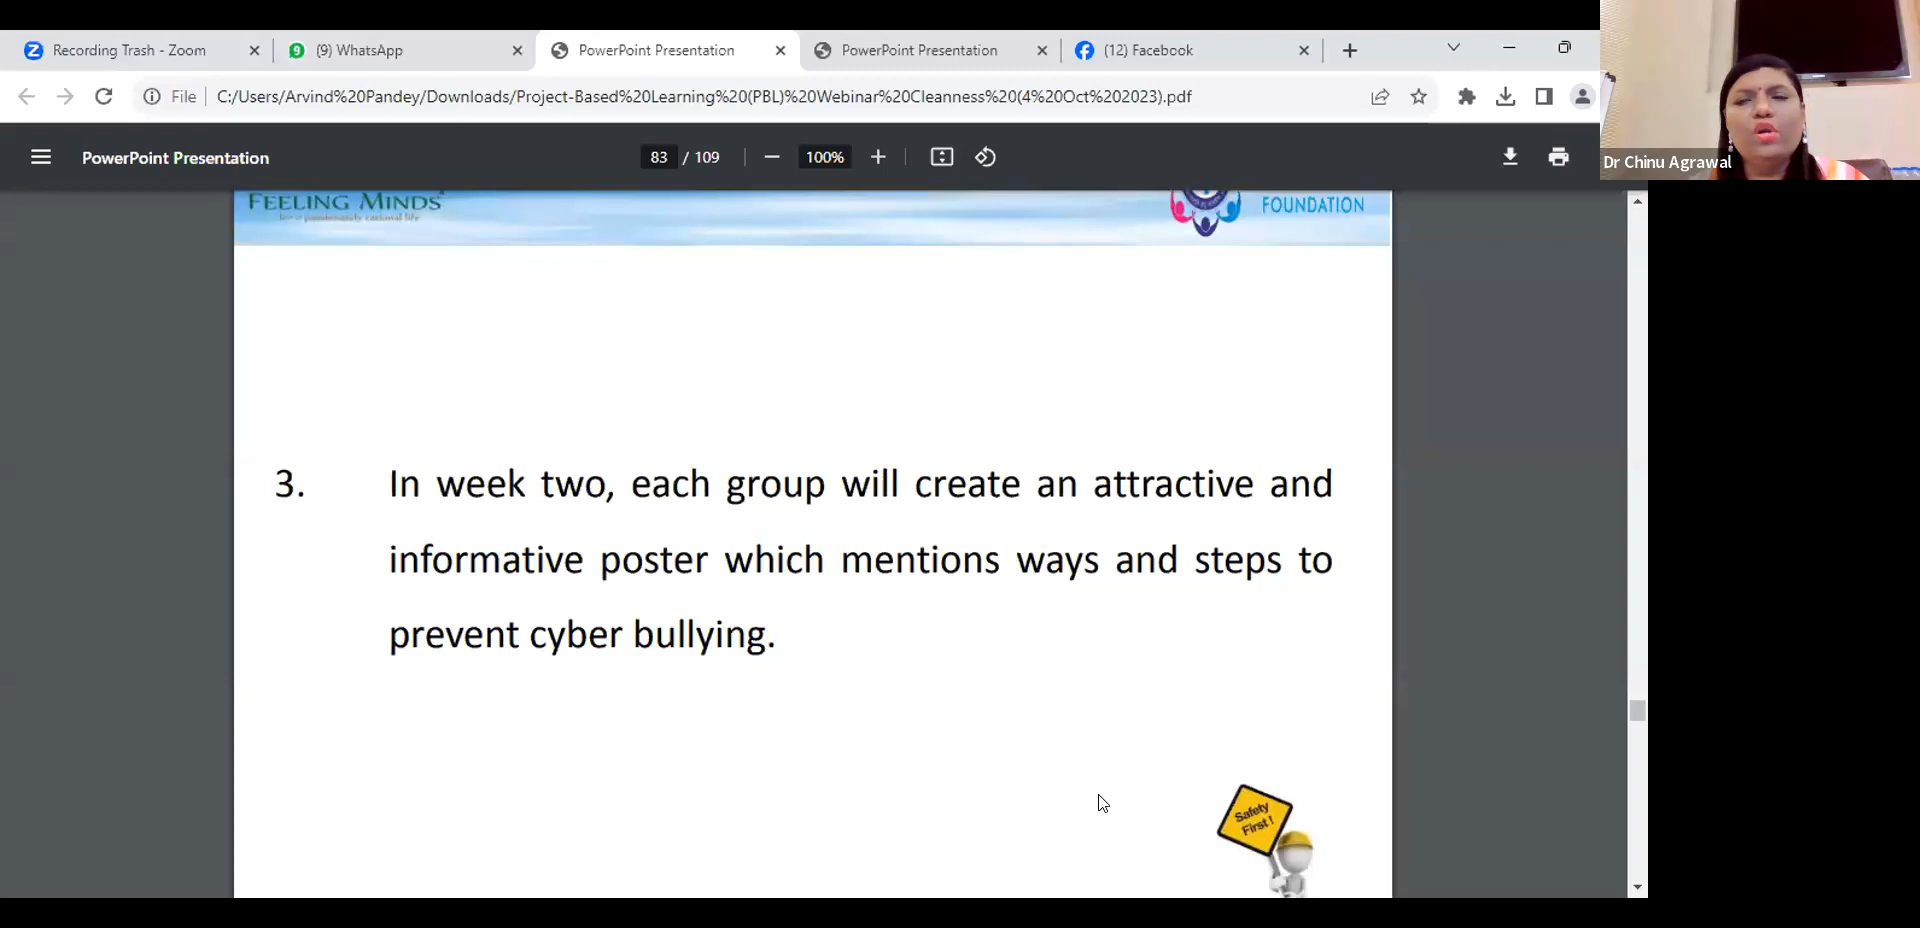 Recording Trash - Zoom
(9) WhatsApp
PowerPoint Presentation
PowerPoint Presentation
(12) Facebook
File C:/Users/Arvind%20Pandey/Downloads/Project-Based%20Learning%20(PBL)%20Webinar%20Cleanness%20(4%20Oct%202023).pdf
PowerPoint Presentation
83 / 109
100%
Dr Chinu Agrawal
FEELING MINDS
FOUNDATION
3. In week two, each group will create an attractive and
informative poster which mentions ways and steps to
prevent cyber bullying.
Safety
First!